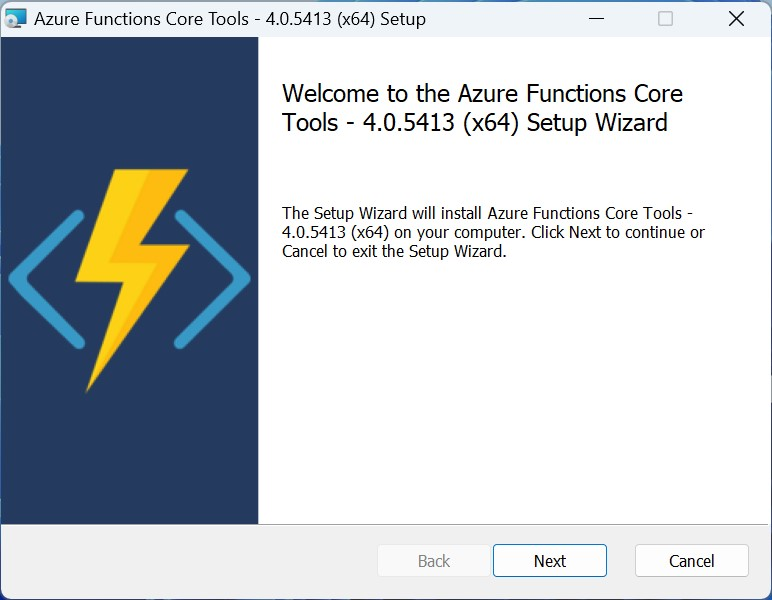 Azure Functions Core Tools - 4.0.5413 (x64) Setup
Welcome to the Azure Functions Core
Tools - 4.0.5413 (x64) Setup Wizard
The Setup Wizard will install Azure Functions Core Tools -
4.0.5413 (x64) on your computer. Click Next to continue or
Cancel to exit the Setup Wizard.
Back Next Cancel